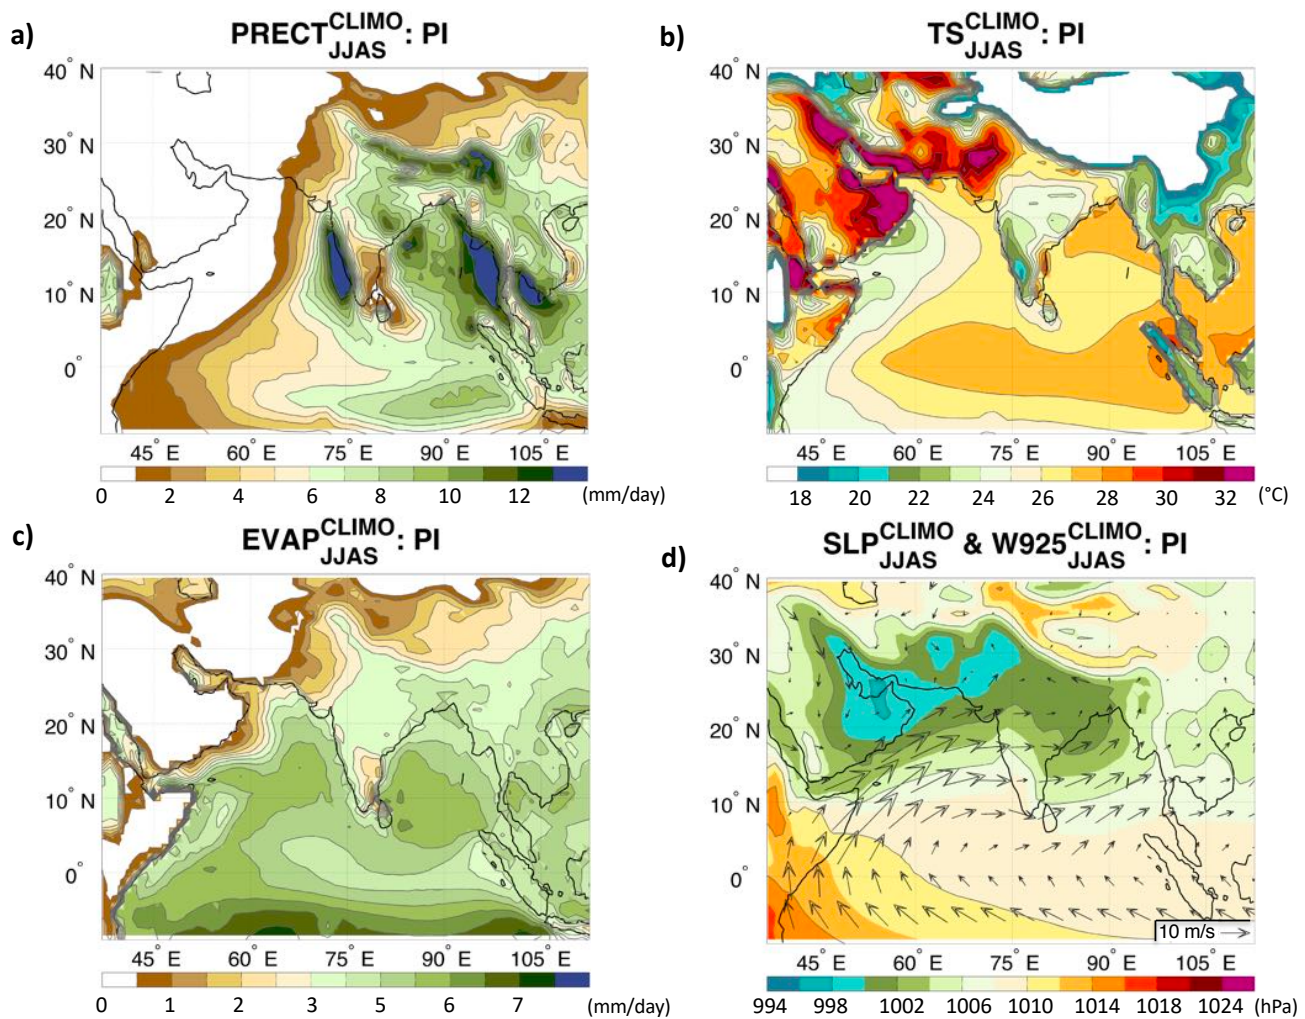 a)
PRECT CLIMO JJAS : PI
40° N
30° N
20° N
10° N
0°
45° E 60° E 75° E 90° E 105° E
0 2 4 6 8 10 12 (mm/day)
b)
TS CLIMO JJAS : PI
40° N
30° N
20° N
10° N
0°
45° E 60° E 75° E 90° E 105° E
18 20 22 24 26 28 30 32 (°C)
c)
EVAP CLIMO JJAS : PI
40° N
30° N
20° N
10° N
0°
45° E 60° E 75° E 90° E 105° E
0 1 2 3 5 6 7 (mm/day)
d)
SLP CLIMO JJAS & W925 CLIMO JJAS : PI
40° N
30° N
20° N
10° N
0°
10 m/s
45° E 60° E 75° E 90° E 105° E
994 998 1002 1006 1010 1014 1018 1024 (hPa)